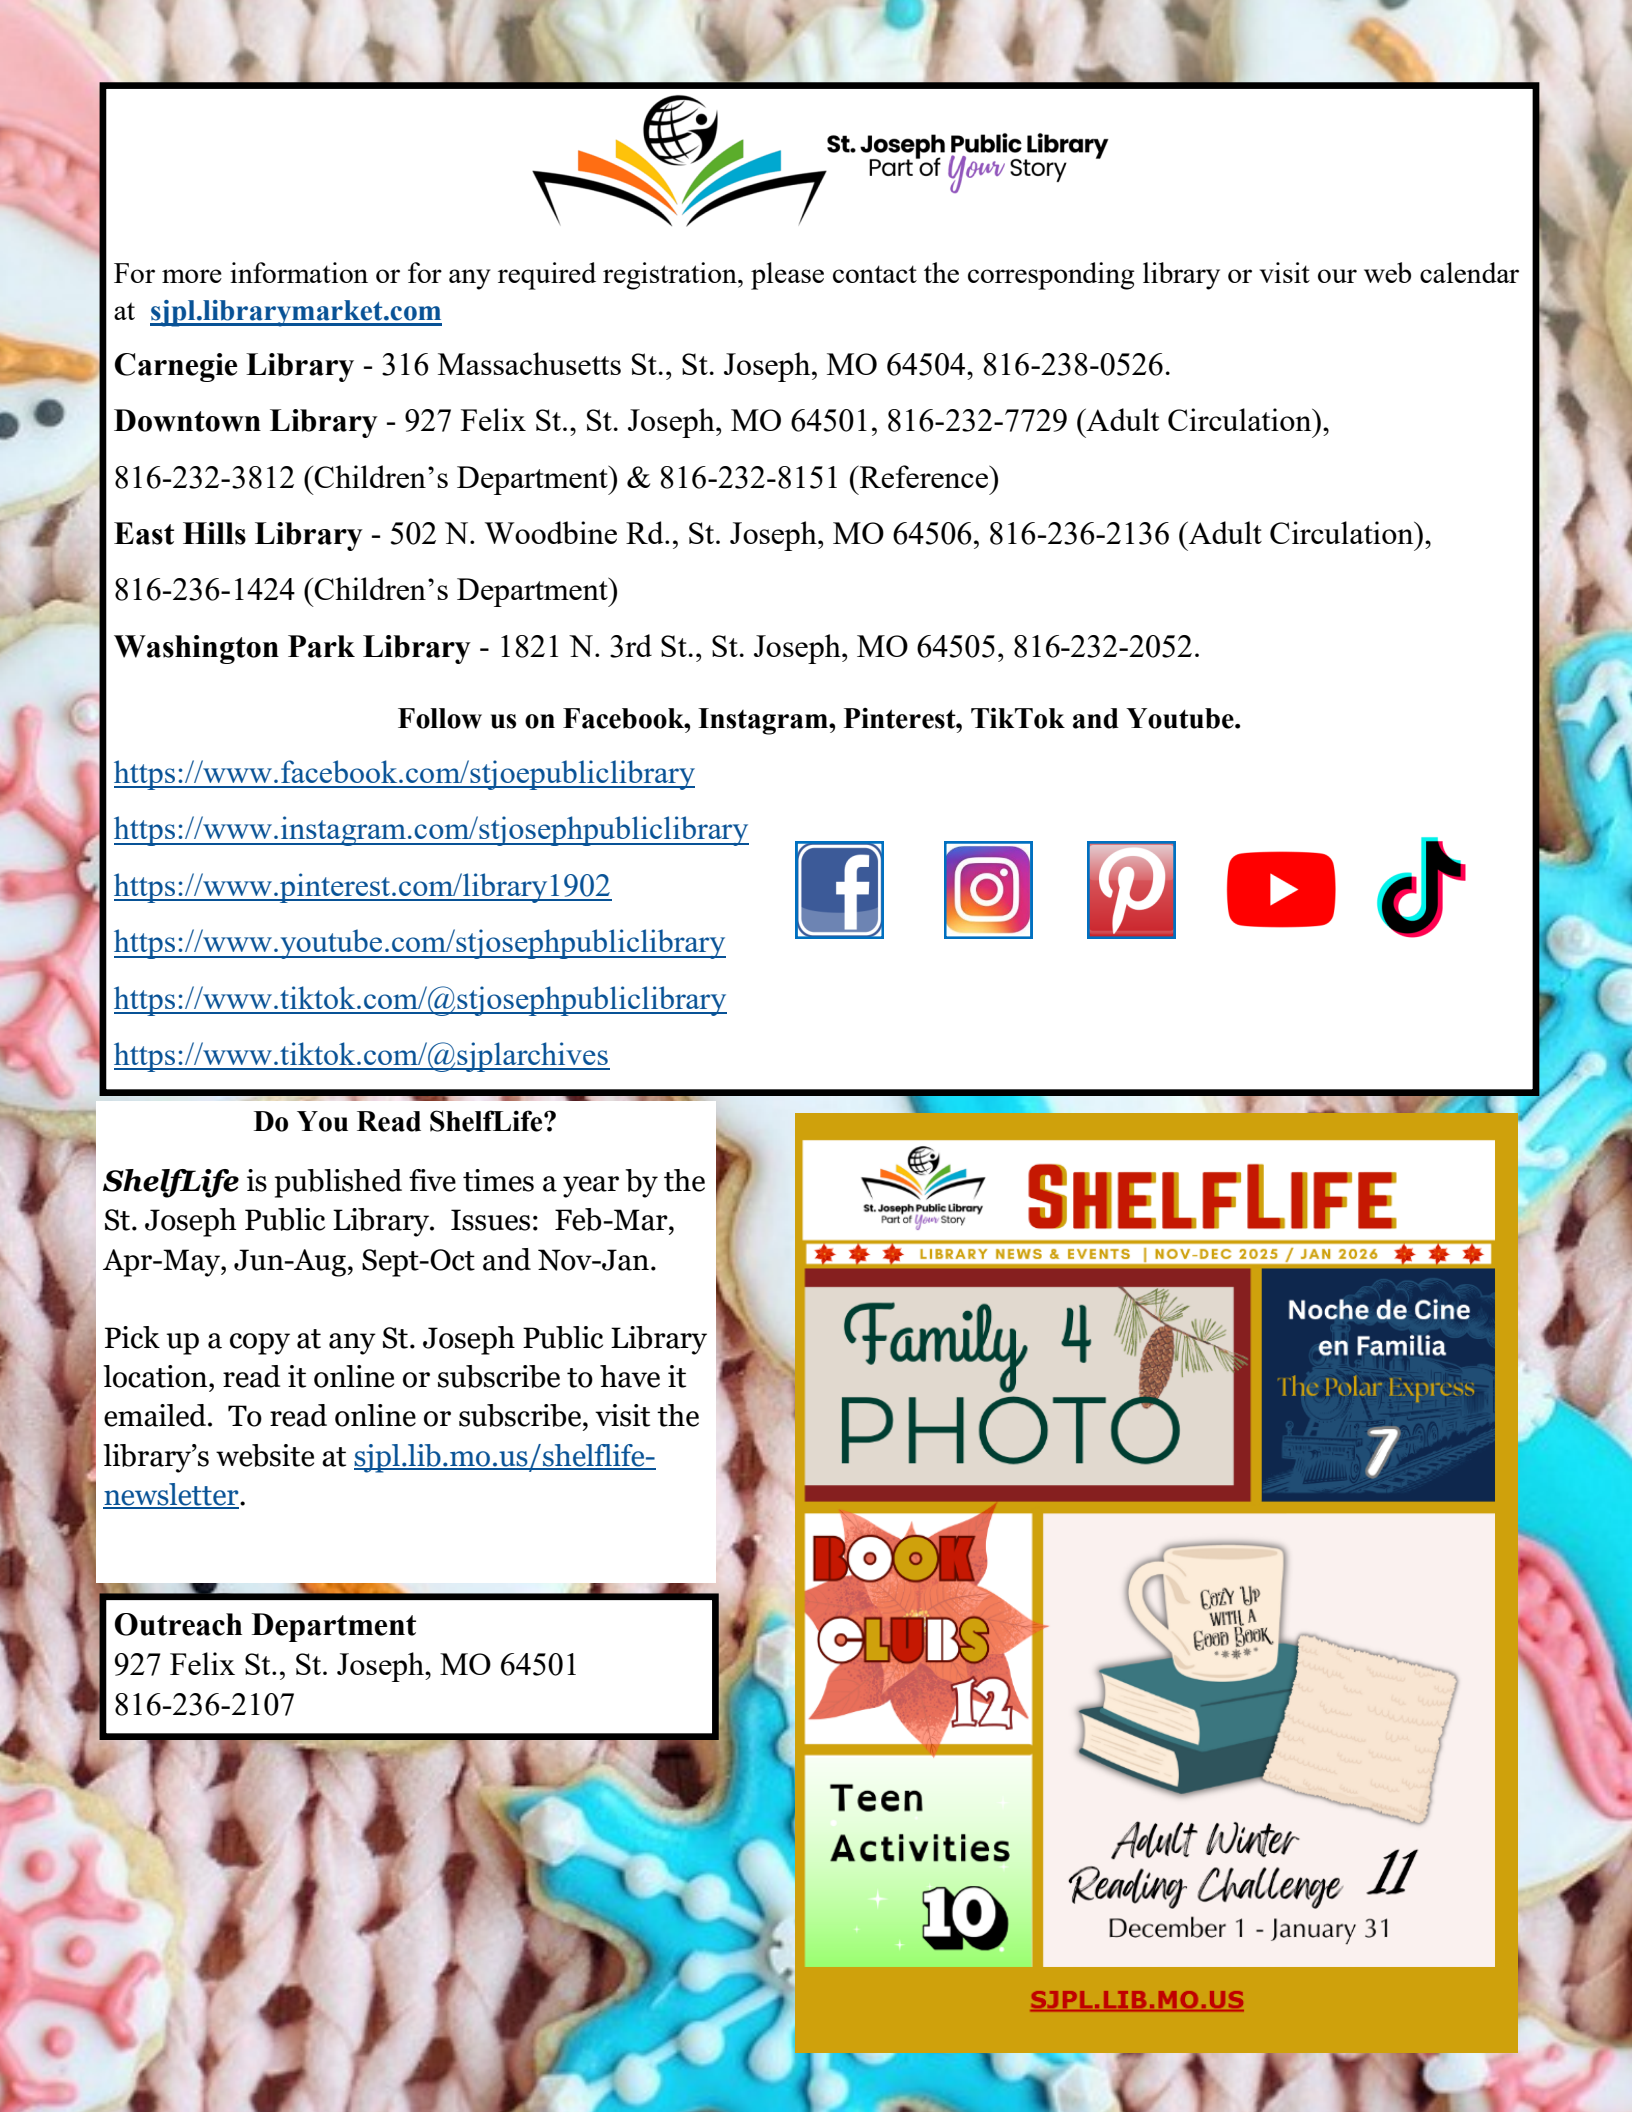 St. Joseph Public Library
Part of Your Story
For more information or for any required registration, please contact the corresponding library or visit our web calendar
at  sjpl.librarymarket.com
Carnegie Library - 316 Massachusetts St., St. Joseph, MO 64504, 816-238-0526.
Downtown Library - 927 Felix St., St. Joseph, MO 64501, 816-232-7729 (Adult Circulation),
816-232-3812 (Children’s Department) & 816-232-8151 (Reference)
East Hills Library - 502 N. Woodbine Rd., St. Joseph, MO 64506, 816-236-2136 (Adult Circulation),
816-236-1424 (Children’s Department)
Washington Park Library - 1821 N. 3rd St., St. Joseph, MO 64505, 816-232-2052.
Follow us on Facebook, Instagram, Pinterest, TikTok and Youtube.
https://www.facebook.com/stjoepubliclibrary
https://www.instagram.com/stjosephpubliclibrary
https://www.pinterest.com/library1902
https://www.youtube.com/stjosephpubliclibrary
https://www.tiktok.com/@stjosephpubliclibrary
https://www.tiktok.com/@sjplarchives
Do You Read ShelfLife?
ShelfLife is published five times a year by the
St. Joseph Public Library.  Issues:  Feb-Mar,
Apr-May, Jun-Aug, Sept-Oct and Nov-Jan.
Pick up a copy at any St. Joseph Public Library
location, read it online or subscribe to have it
emailed.  To read online or subscribe, visit the
library’s website at sjpl.lib.mo.us/shelflife-
newsletter.
Outreach Department
927 Felix St., St. Joseph, MO 64501
816-236-2107
St. Joseph Public Library
Part of Your Story
SHELFLIFE
LIBRARY NEWS & EVENTS | NOV-DEC 2025 / JAN 2026
Family 4
PHOTO
Noche de Cine
en Familia
The Polar Express
7
BOOK
CLUBS
12
COZY UP
WITH A
GOOD BOOK
Teen
Activities
10
Adult Winter
Reading Challenge 11
December 1 - January 31
SJPL.LIB.MO.US